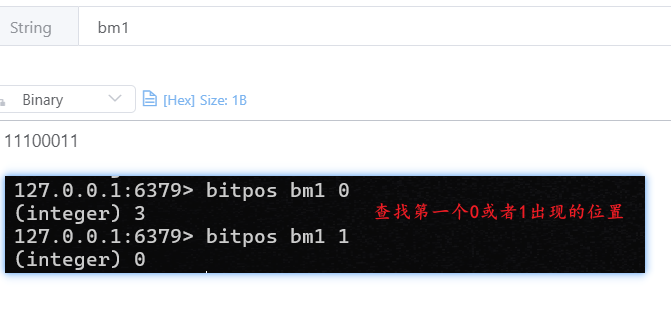 String bm1
Binary [Hex] Size: 1B
11100011
127.0.0.1:6379> bitpos bm1 0
(integer) 3
查找第一个0或者1出现的位置
127.0.0.1:6379> bitpos bm1 1
(integer) 0